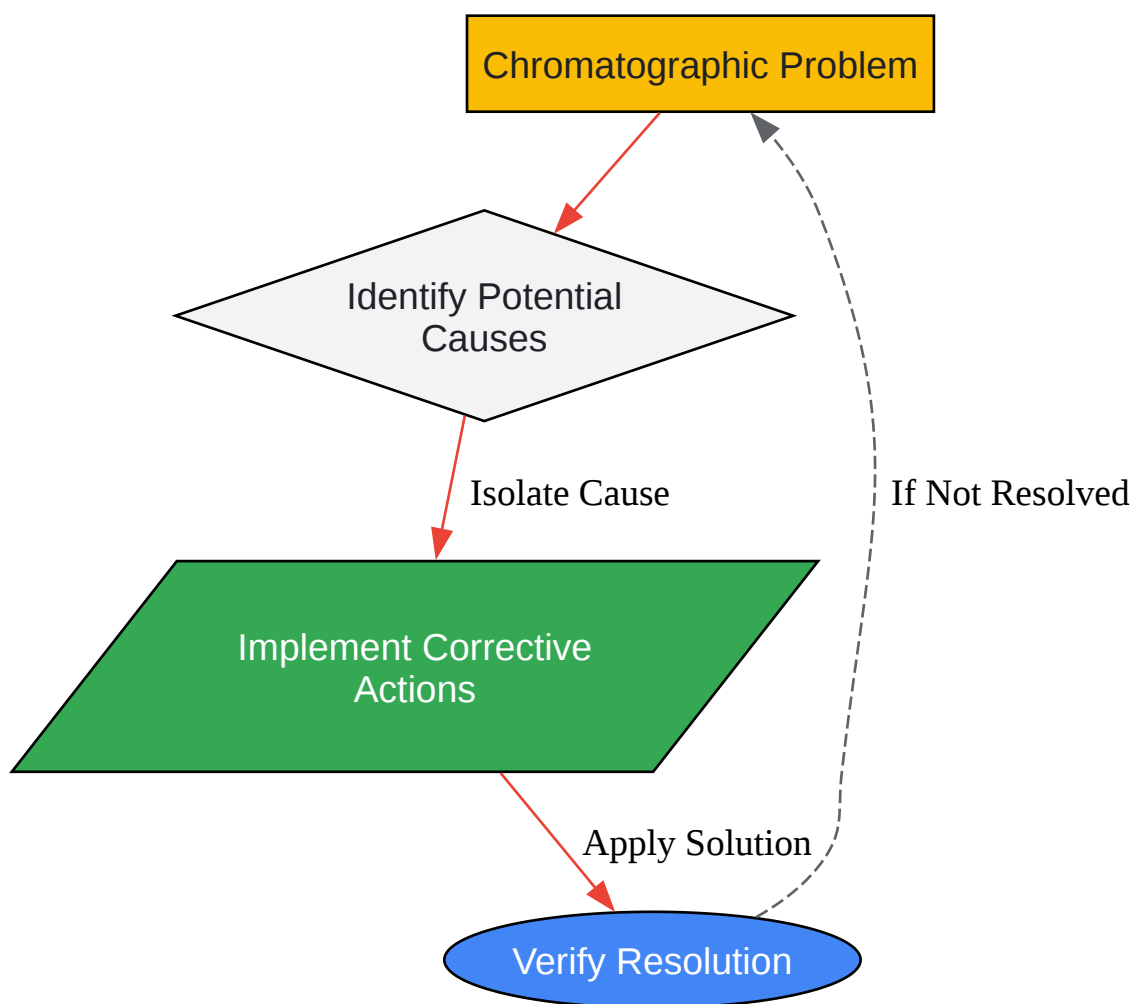 Chromatographic Problem
Identify Potential
Causes
Isolate Cause
If Not Resolved
Implement Corrective
Actions
Apply Solution
Verify Resolution